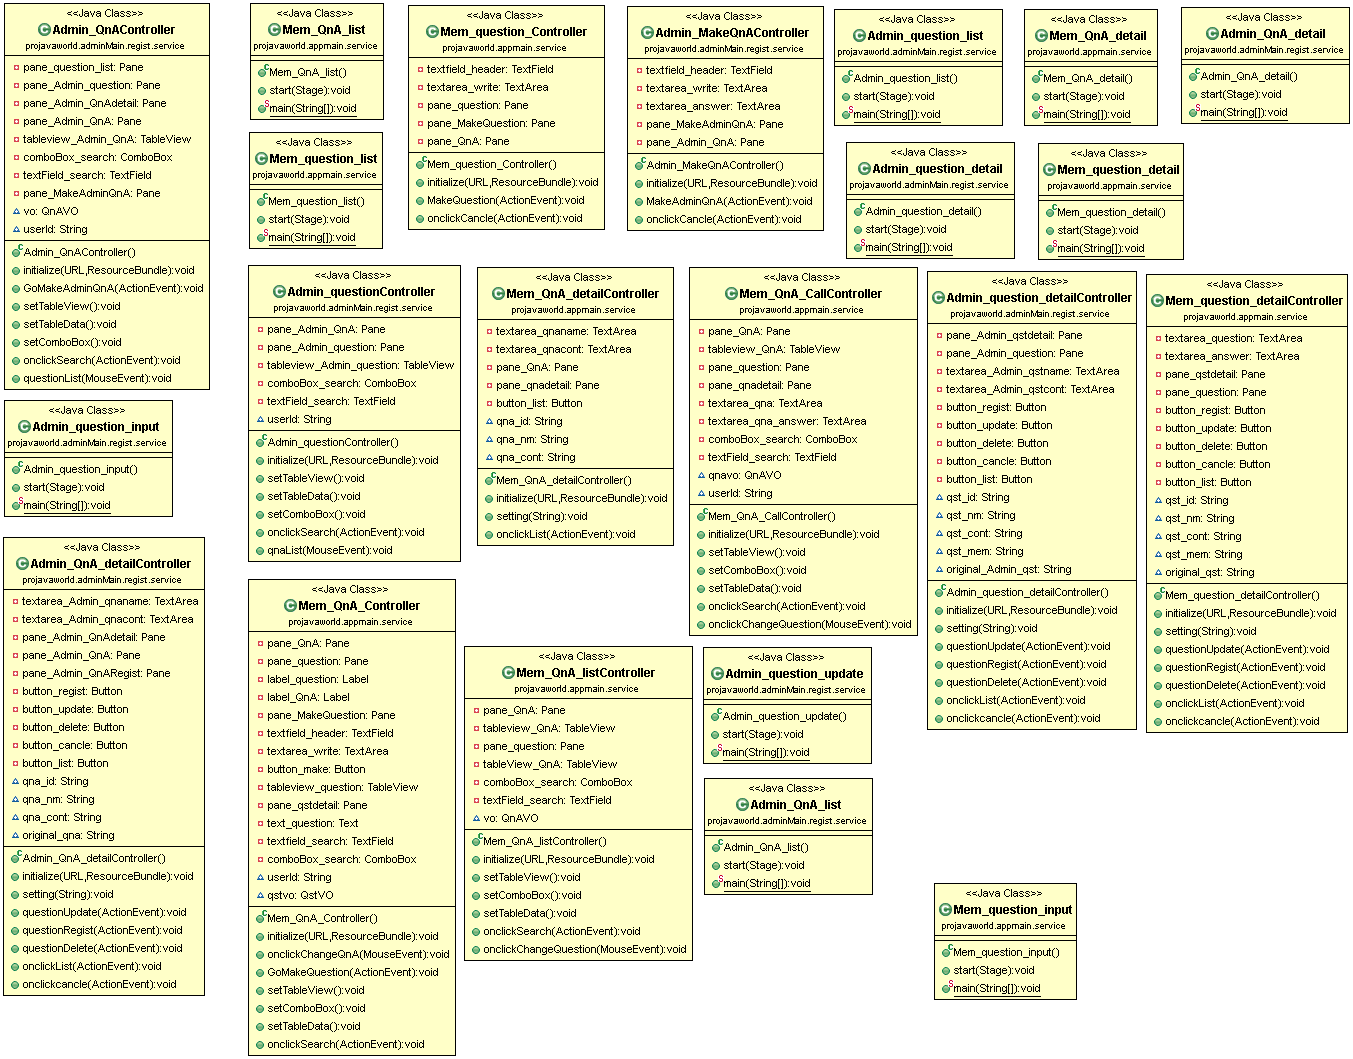 <<Java Class>>
Admin_QnAController
projavaworld.adminMain.regist.service
pane_question_list: Pane
pane_Admin_question: Pane
pane_Admin_QnAdetail: Pane
pane_Admin_QnA: Pane
tableview_Admin_QnA: TableView
comboBox_search: ComboBox
textField_search: TextField
pane_MakeAdminQnA: Pane
vo: QnAVO
userId: String
Admin_QnAController()
initialize(URL,ResourceBundle):void
GoMakeAdminQnA(ActionEvent):void
setTableView():void
setTableData():void
setComboBox():void
onclickSearch(ActionEvent):void
questionList(MouseEvent):void
<<Java Class>>
Mem_QnA_list
projavaworld.appmain.service
Mem_QnA_list()
start(Stage):void
main(String[]):void
<<Java Class>>
Mem_question_list
projavaworld.appmain.service
Mem_question_list()
start(Stage):void
main(String[]):void
<<Java Class>>
Mem_question_Controller
projavaworld.appmain.service
textfield_header: TextField
textarea_write: TextArea
pane_question: Pane
pane_MakeQuestion: Pane
pane_QnA: Pane
Mem_question_Controller()
initialize(URL,ResourceBundle):void
MakeQuestion(ActionEvent):void
onclickCancle(ActionEvent):void
<<Java Class>>
Admin_MakeQnAController
projavaworld.adminMain.regist.service
textfield_header: TextField
textarea_write: TextArea
textarea_answer: TextArea
pane_MakeAdminQnA: Pane
pane_Admin_QnA: Pane
Admin_MakeQnAController()
initialize(URL,ResourceBundle):void
MakeAdminQnA(ActionEvent):void
onclickCancle(ActionEvent):void
<<Java Class>>
Admin_question_list
projavaworld.adminMain.regist.service
Admin_question_list()
start(Stage):void
main(String[]):void
<<Java Class>>
Mem_QnA_detail
projavaworld.appmain.service
Mem_QnA_detail()
start(Stage):void
main(String[]):void
<<Java Class>>
Admin_QnA_detail
projavaworld.adminMain.regist.service
Admin_QnA_detail()
start(Stage):void
main(String[]):void
<<Java Class>>
Admin_question_detail
projavaworld.adminMain.regist.service
Admin_question_detail()
start(Stage):void
main(String[]):void
<<Java Class>>
Mem_question_detail
projavaworld.appmain.service
Mem_question_detail()
start(Stage):void
main(String[]):void
<<Java Class>>
Admin_questionController
projavaworld.adminMain.regist.service
pane_Admin_QnA: Pane
pane_Admin_question: Pane
tableview_Admin_question: TableView
comboBox_search: ComboBox
textField_search: TextField
userId: String
Admin_questionController()
initialize(URL,ResourceBundle):void
setTableView():void
setTableData():void
setComboBox():void
onclickSearch(ActionEvent):void
qnaList(MouseEvent):void
<<Java Class>>
Mem_QnA_detailController
projavaworld.appmain.service
textarea_qnaname: TextArea
textarea_qnacont: TextArea
pane_QnA: Pane
pane_qnadetail: Pane
button_list: Button
qna_id: String
qna_nm: String
qna_cont: String
Mem_QnA_detailController()
initialize(URL,ResourceBundle):void
setting(String):void
onclickList(ActionEvent):void
<<Java Class>>
Mem_QnA_CallController
projavaworld.appmain.service
pane_QnA: Pane
tableview_QnA: TableView
pane_question: Pane
pane_qnadetail: Pane
textarea_qna: TextArea
textarea_qna_answer: TextArea
comboBox_search: ComboBox
textField_search: TextField
qnavo: QnAVO
userId: String
Mem_QnA_CallController()
initialize(URL,ResourceBundle):void
setTableView():void
setComboBox():void
setTableData():void
onclickSearch(ActionEvent):void
onclickChangeQuestion(MouseEvent):void
<<Java Class>>
Admin_question_detailController
projavaworld.adminMain.regist.service
pane_Admin_qstdetail: Pane
pane_Admin_question: Pane
textarea_Admin_qstname: TextArea
textarea_Admin_qstcont: TextArea
button_regist: Button
button_update: Button
button_delete: Button
button_cancle: Button
button_list: Button
qst_id: String
qst_nm: String
qst_cont: String
qst_mem: String
original_Admin_qst: String
Admin_question_detailController()
initialize(URL,ResourceBundle):void
setting(String):void
questionUpdate(ActionEvent):void
questionRegist(ActionEvent):void
questionDelete(ActionEvent):void
onclickList(ActionEvent):void
onclickcancle(ActionEvent):void
<<Java Class>>
Mem_question_detailController
projavaworld.appmain.service
textarea_question: TextArea
textarea_answer: TextArea
pane_qstdetail: Pane
pane_question: Pane
button_regist: Button
button_update: Button
button_delete: Button
button_cancle: Button
button_list: Button
qst_id: String
qst_nm: String
qst_cont: String
qst_mem: String
original_qst: String
Mem_question_detailController()
initialize(URL,ResourceBundle):void
setting(String):void
questionUpdate(ActionEvent):void
questionRegist(ActionEvent):void
questionDelete(ActionEvent):void
onclickList(ActionEvent):void
onclickcancle(ActionEvent):void
<<Java Class>>
Admin_question_input
projavaworld.adminMain.regist.service
Admin_question_input()
start(Stage):void
main(String[]):void
<<Java Class>>
Admin_QnA_detailController
projavaworld.adminMain.regist.service
textarea_Admin_qnaname: TextArea
textarea_Admin_qnacont: TextArea
pane_Admin_QnAdetail: Pane
pane_Admin_QnA: Pane
pane_Admin_QnARegist: Pane
button_regist: Button
button_update: Button
button_delete: Button
button_cancle: Button
button_list: Button
qna_id: String
qna_nm: String
qna_cont: String
original_qna: String
Admin_QnA_detailController()
initialize(URL,ResourceBundle):void
setting(String):void
questionUpdate(ActionEvent):void
questionRegist(ActionEvent):void
questionDelete(ActionEvent):void
onclickList(ActionEvent):void
onclickcancle(ActionEvent):void
<<Java Class>>
Mem_QnA_Controller
projavaworld.appmain.service
pane_QnA: Pane
pane_question: Pane
label_question: Label
label_QnA: Label
pane_MakeQuestion: Pane
textfield_header: TextField
textarea_write: TextArea
button_make: Button
tableview_question: TableView
pane_qstdetail: Pane
text_question: Text
textfield_search: TextField
comboBox_search: ComboBox
userId: String
qstvo: QstVO
Mem_QnA_Controller()
initialize(URL,ResourceBundle):void
onclickChangeQnA(MouseEvent):void
GoMakeQuestion(ActionEvent):void
setTableView():void
setComboBox():void
setTableData():void
onclickSearch(ActionEvent):void
<<Java Class>>
Mem_QnA_listController
projavaworld.appmain.service
pane_QnA: Pane
tableview_QnA: TableView
pane_question: Pane
tableView_QnA: TableView
comboBox_search: ComboBox
textField_search: TextField
vo: QnAVO
Mem_QnA_listController()
initialize(URL,ResourceBundle):void
setTableView():void
setComboBox():void
setTableData():void
onclickSearch(ActionEvent):void
onclickChangeQuestion(MouseEvent):void
<<Java Class>>
Admin_question_update
projavaworld.adminMain.regist.service
Admin_question_update()
start(Stage):void
main(String[]):void
<<Java Class>>
Admin_QnA_list
projavaworld.adminMain.regist.service
Admin_QnA_list()
start(Stage):void
main(String[]):void
<<Java Class>>
Mem_question_input
projavaworld.appmain.service
Mem_question_input()
start(Stage):void
main(String[]):void